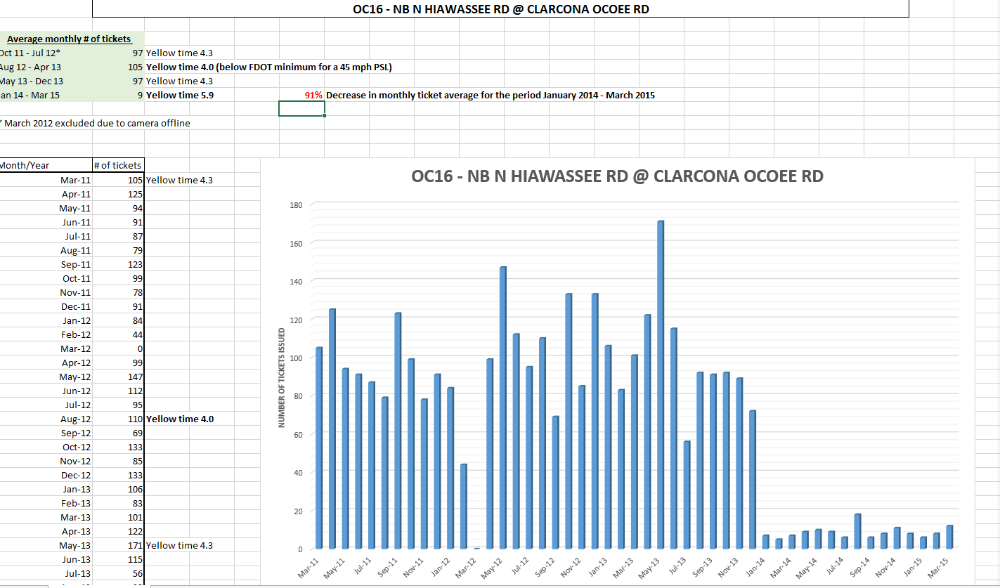 OC16 - NB N HIAWASSEE RD @ CLARCONA OCOEE RD
Average monthly # of tickets
Oct 11 - Jul 12* 97 Yellow time 4.3
Aug 12 - Apr 13 105 Yellow time 4.0 (below FDOT minimum for a 45 mph PSL)
May 13 - Dec 13 97 Yellow time 4.3
an 14 - Mar 15 9 Yellow time 5.9 91% Decrease in monthly ticket average for the period January 2014 - March 2015
* March 2012 excluded due to camera offline
Month/Year # of tickets
Mar-11 105 Yellow time 4.3
Apr-11 125
May-11 94
Jun-11 91
Jul-11 87
Aug-11 79
Sep-11 123
Oct-11 99
Nov-11 78
Dec-11 91
Jan-12 84
Feb-12 44
Mar-12 0
Apr-12 99
May-12 147
Jun-12 112
Jul-12 95
Aug-12 110 Yellow time 4.0
Sep-12 69
Oct-12 133
Nov-12 85
Dec-12 133
Jan-13 106
Feb-13 83
Mar-13 101
Apr-13 122
May-13 171 Yellow time 4.3
Jun-13 115
Jul-13 56
OC16 - NB N HIAWASSEE RD @ CLARCONA OCOEE RD
NUMBER OF TICKETS ISSUED
180
160
140
120
100
80
60
40
20
0
Mar-11 May-11 Jul-11 Sep-11 Nov-11 Jan-12 Mar-12 May-12 Jul-12 Sep-12 Nov-12 Jan-13 Mar-13 May-13 Jul-13 Sep-13 Nov-13 Jan-14 Mar-14 May-14 Jul-14 Sep-14 Nov-14 Jan-15 Mar-15